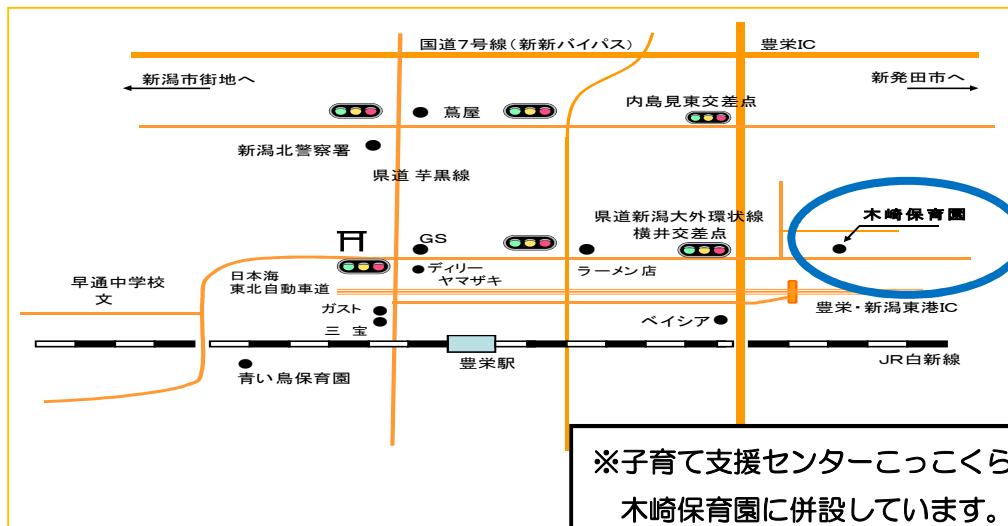 国道7号線(新新バイパス)
豊栄IC
新潟市街地へ
新発田市へ
蔦屋
内島見東交差点
新潟北警察署
県道 芋黒線
県道新潟大外環状線
横井交差点
木崎保育園
GS
ディリー
ヤマザキ
ラーメン店
日本海
東北自動車道
早通中学校
文
ガスト
三 宝
ベイシア
豊栄・新潟東港IC
豊栄駅
JR白新線
青い鳥保育園
※子育て支援センターこっこくら
木崎保育園に併設しています。